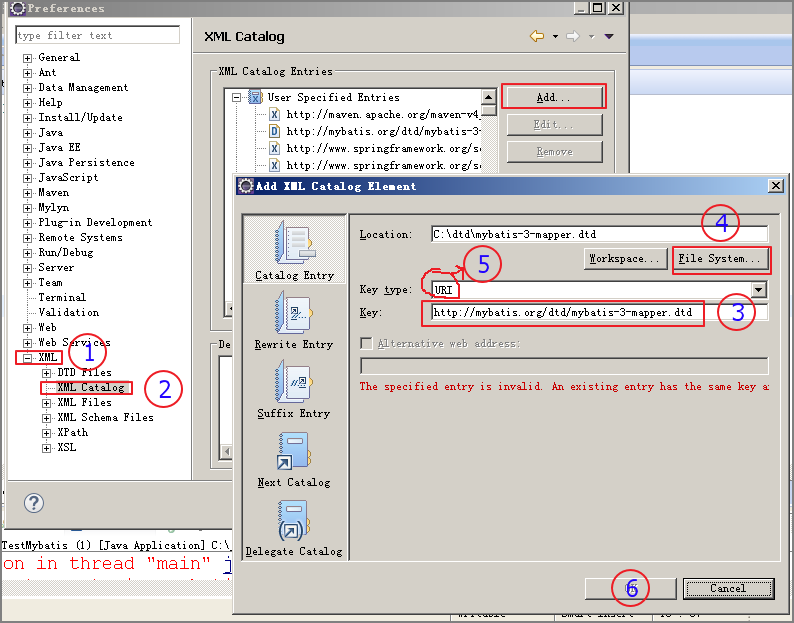 Preferences
type filter text
General
Ant
Data Management
Help
Install/Update
Java
Java EE
Java Persistence
JavaScript
Maven
Mylyn
Plug-in Development
Remote Systems
Run/Debug
Server
Team
Terminal
Validation
Web
Web Services
XML
1
DTD Files
XML Catalog
2
XML Files
XML Schema Files
XPath
XSL
XML Catalog
XML Catalog Entries
User Specified Entries
http://maven.apache.org/maven-v4_
http://mybatis.org/dtd/mybatis-3-
http://www.springframework.org/sc
http://www.springframework.org/sc
Add...
Edit...
Remove
De
Add XML Catalog Element
Catalog Entry
Rewrite Entry
Suffix Entry
Next Catalog
Delegate Catalog
Location:
C:\dtd\mybatis-3-mapper.dtd
4
Workspace...
File System...
5
Key type:
URI
Key:
http://mybatis.org/dtd/mybatis-3-mapper.dtd
3
Alternative web address:
The specified entry is invalid. An existing entry has the same key a
6
Cancel
?
TestMybatis (1) [Java Application] C:\
on in thread "main" j